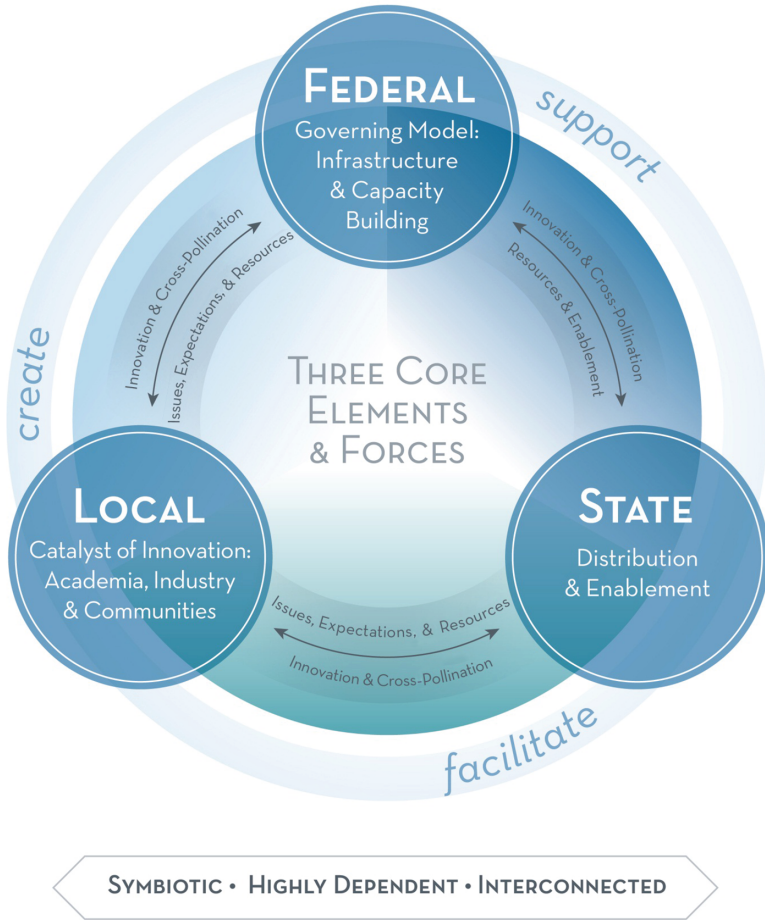 FEDERAL
Governing Model:
Infrastructure
& Capacity
Building
support
Innovation & Cross-Pollination
Issues, Expectations, & Resources
Innovation & Cross-Pollination
Resources & Enablement
create
THREE CORE
ELEMENTS
& FORCES
LOCAL
Catalyst of Innovation:
Academia, Industry
& Communities
STATE
Distribution
& Enablement
Issues, Expectations, & Resources
Innovation & Cross-Pollination
facilitate
SYMBIOTIC • HIGHLY DEPENDENT • INTERCONNECTED